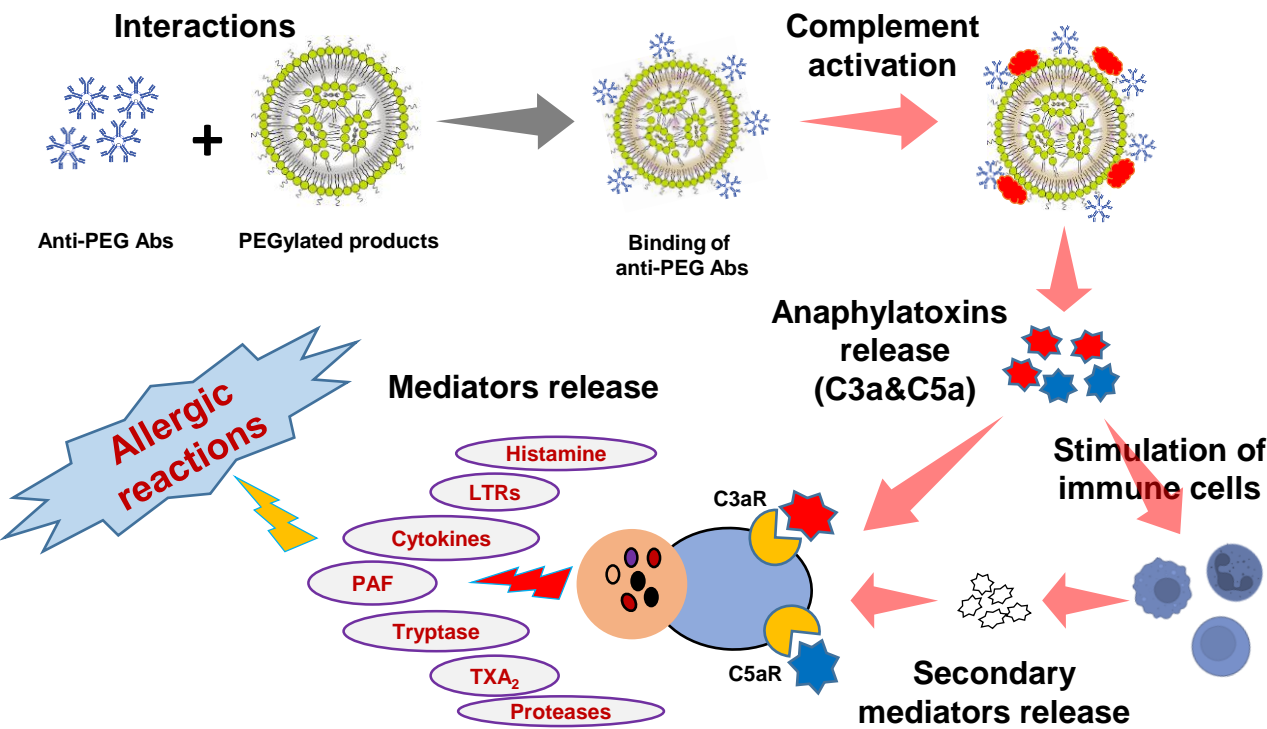 Interactions
Complement
activation
+
Anti-PEG Abs
PEGylated products
Binding of
anti-PEG Abs
Anaphylatoxins
release
(C3a&C5a)
Stimulation of
immune cells
Mediators release
Allergic
reactions
Histamine
LTRs
Cytokines
PAF
Tryptase
TXA₂
Proteases
C3aR
C5aR
Secondary
mediators release